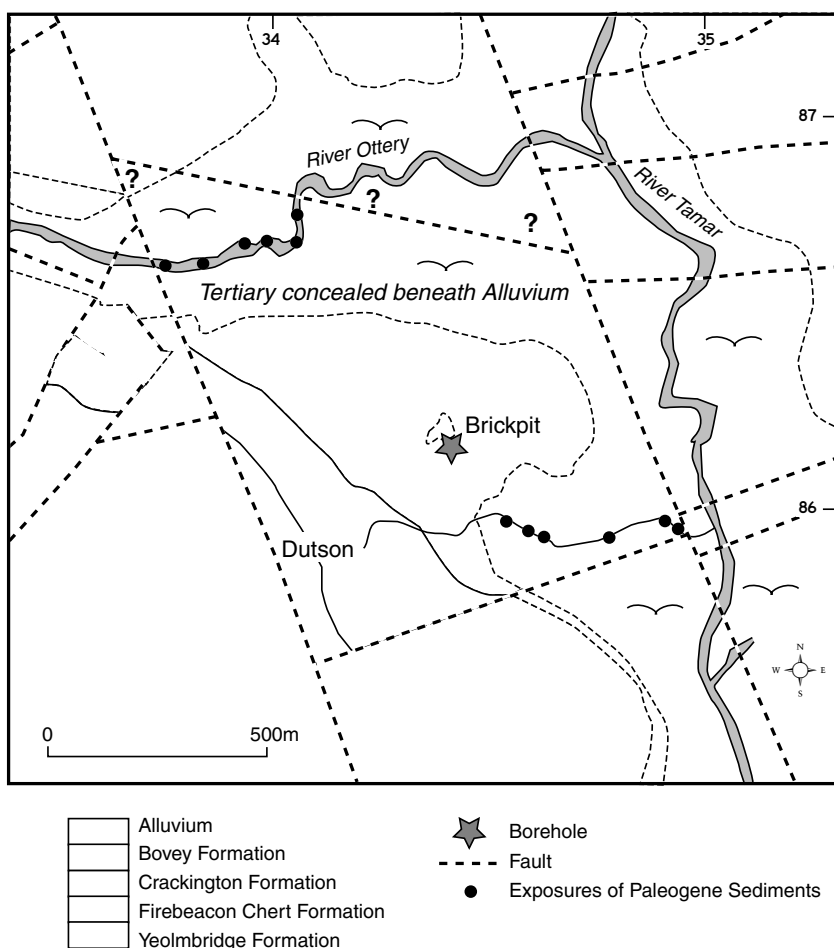 34
35
87
River Ottery
River Tamar
?
?
?
Tertiary concealed beneath Alluvium
Brickpit
86
Dutson
N
W E
S
0 500m
Alluvium
Bovey Formation
Crackington Formation
Firebeacon Chert Formation
Yeolmbridge Formation
Borehole
Fault
Exposures of Paleogene Sediments